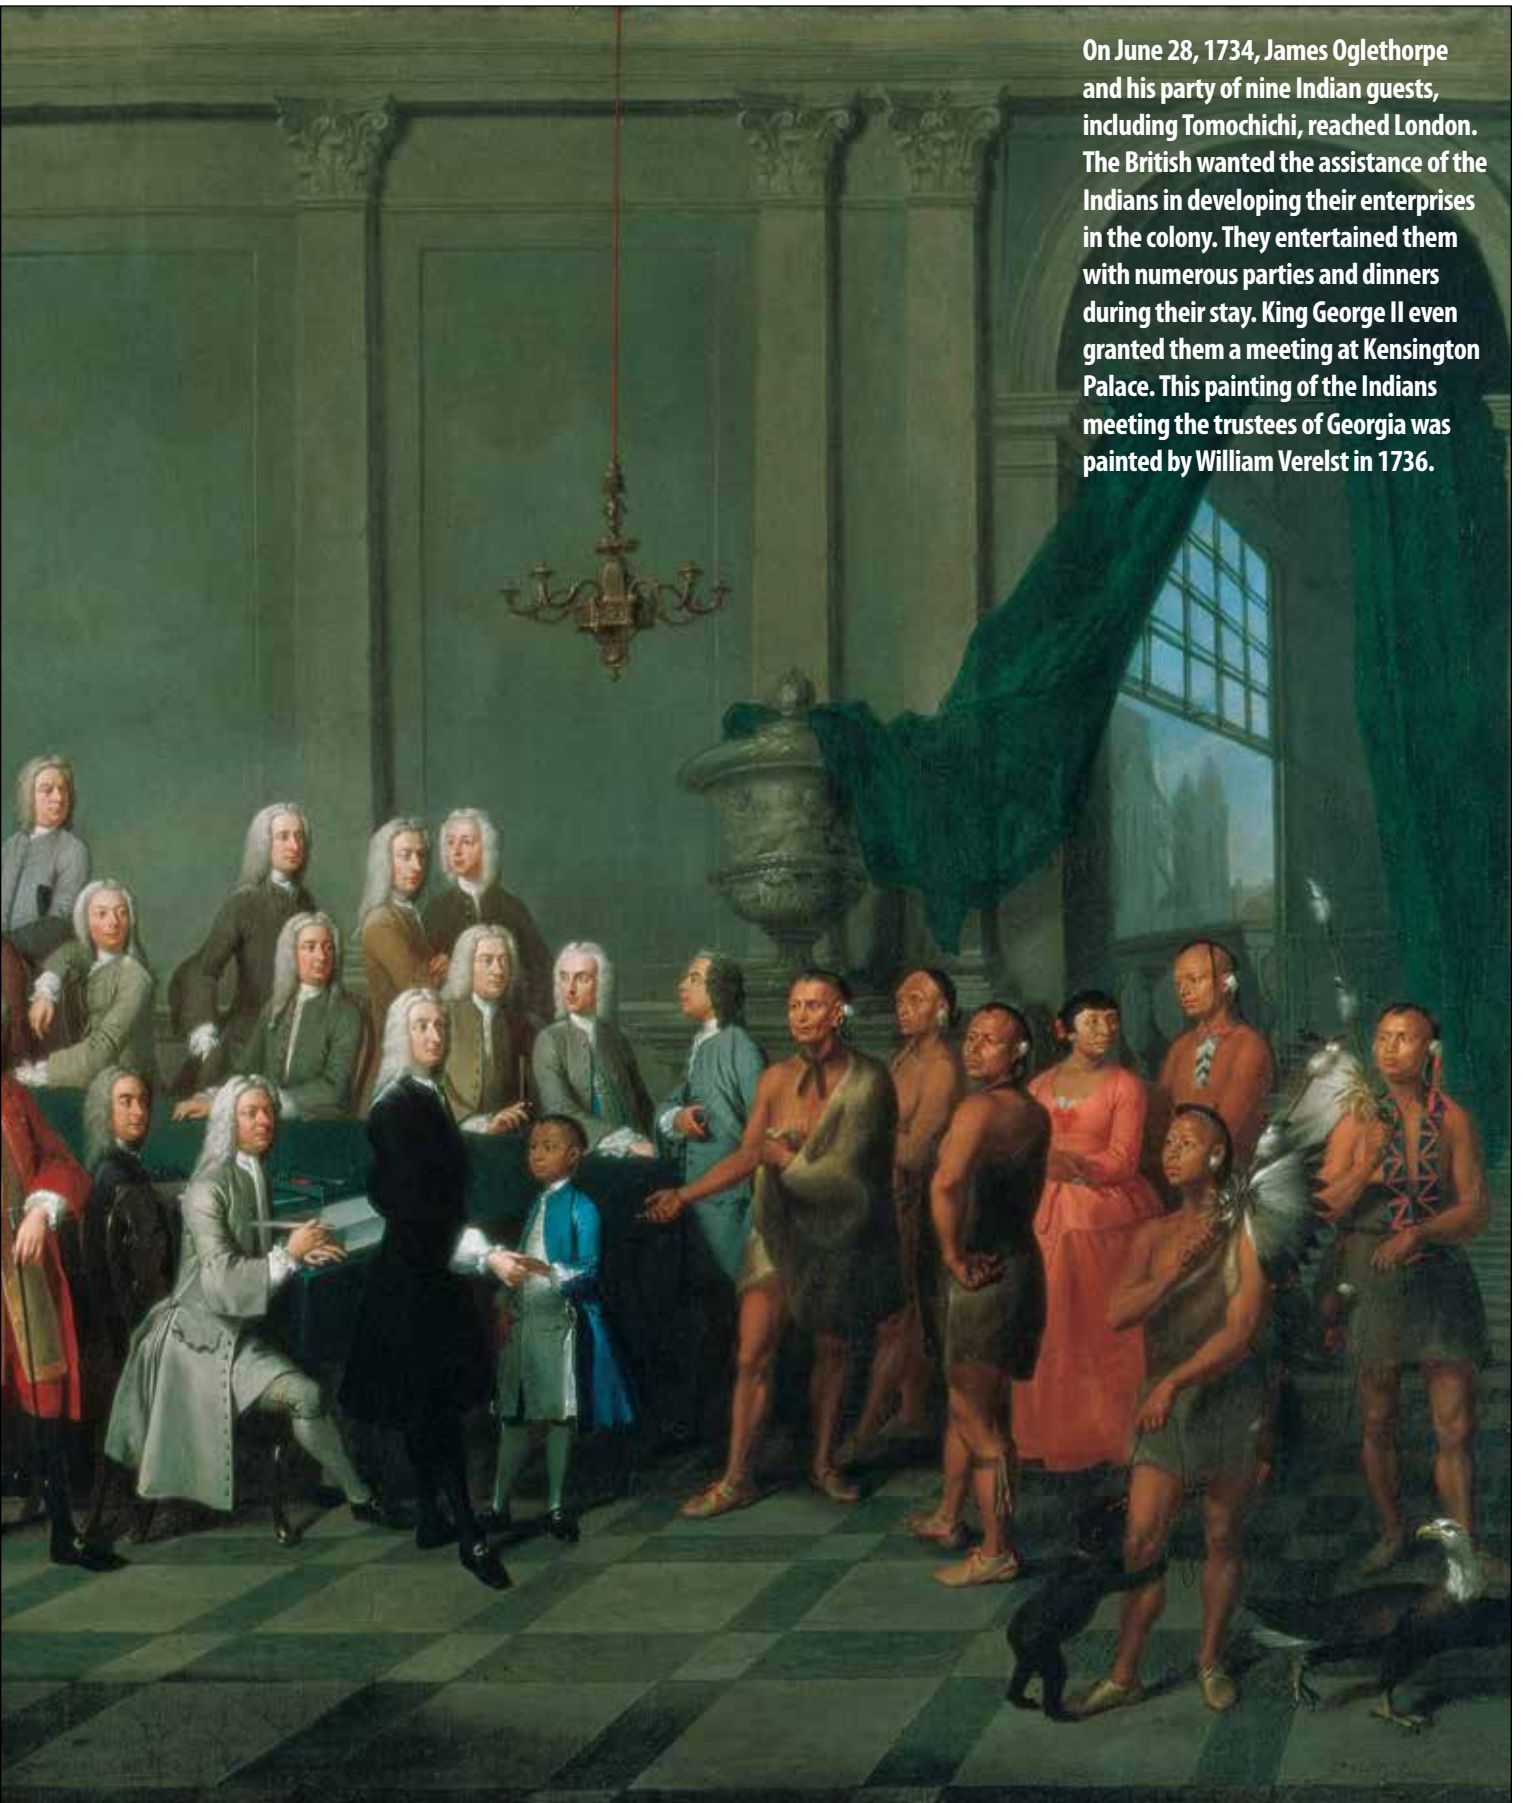 On June 28, 1734, James Oglethorpe
and his party of nine Indian guests,
including Tomochichi, reached London.
The British wanted the assistance of the
Indians in developing their enterprises
in the colony. They entertained them
with numerous parties and dinners
during their stay. King George II even
granted them a meeting at Kensington
Palace. This painting of the Indians
meeting the trustees of Georgia was
painted by William Verelst in 1736.